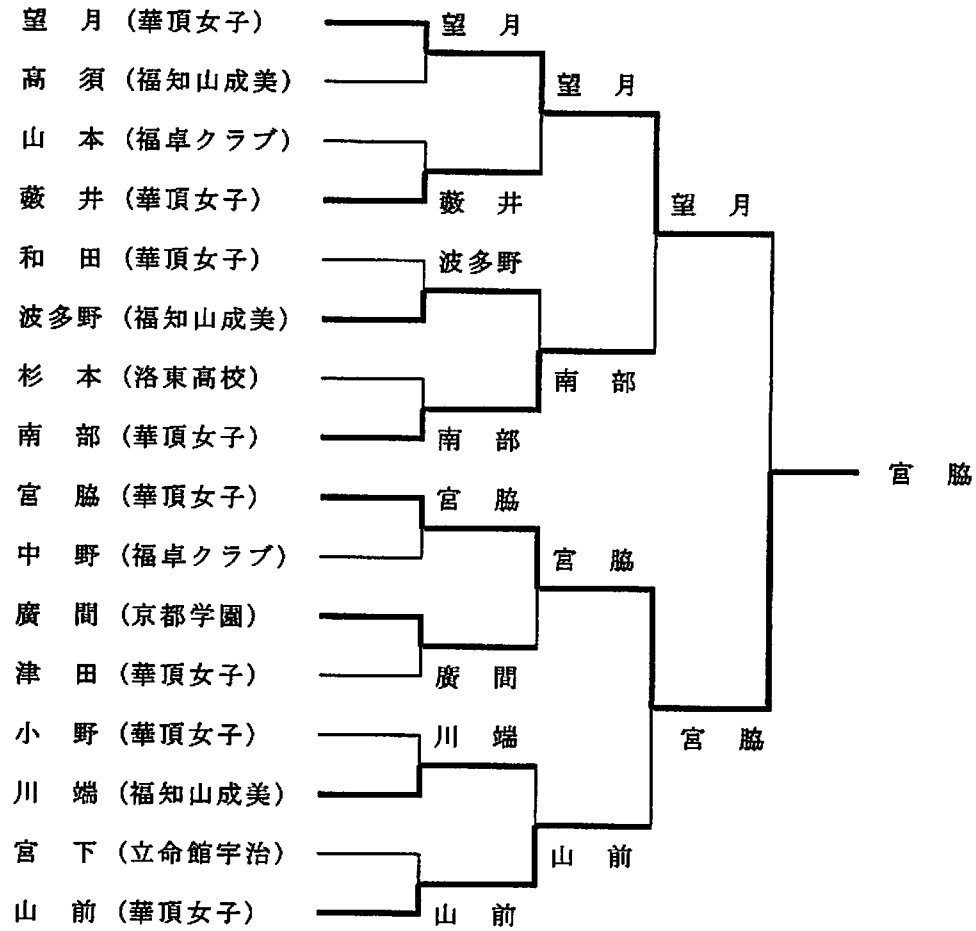 望月 (華頂女子)
高須 (福知山成美)
山本 (福卓クラブ)
藪井 (華頂女子)
和田 (華頂女子)
波多野 (福知山成美)
杉本 (洛東高校)
南部 (華頂女子)
宮脇 (華頂女子)
中野 (福卓クラブ)
廣間 (京都学園)
津田 (華頂女子)
小野 (華頂女子)
川端 (福知山成美)
宮下 (立命館宇治)
山前 (華頂女子)
望月
藪井
波多野
南部
宮脇
廣間
川端
山前
望月
南部
宮脇
山前
望月
宮脇
宮脇